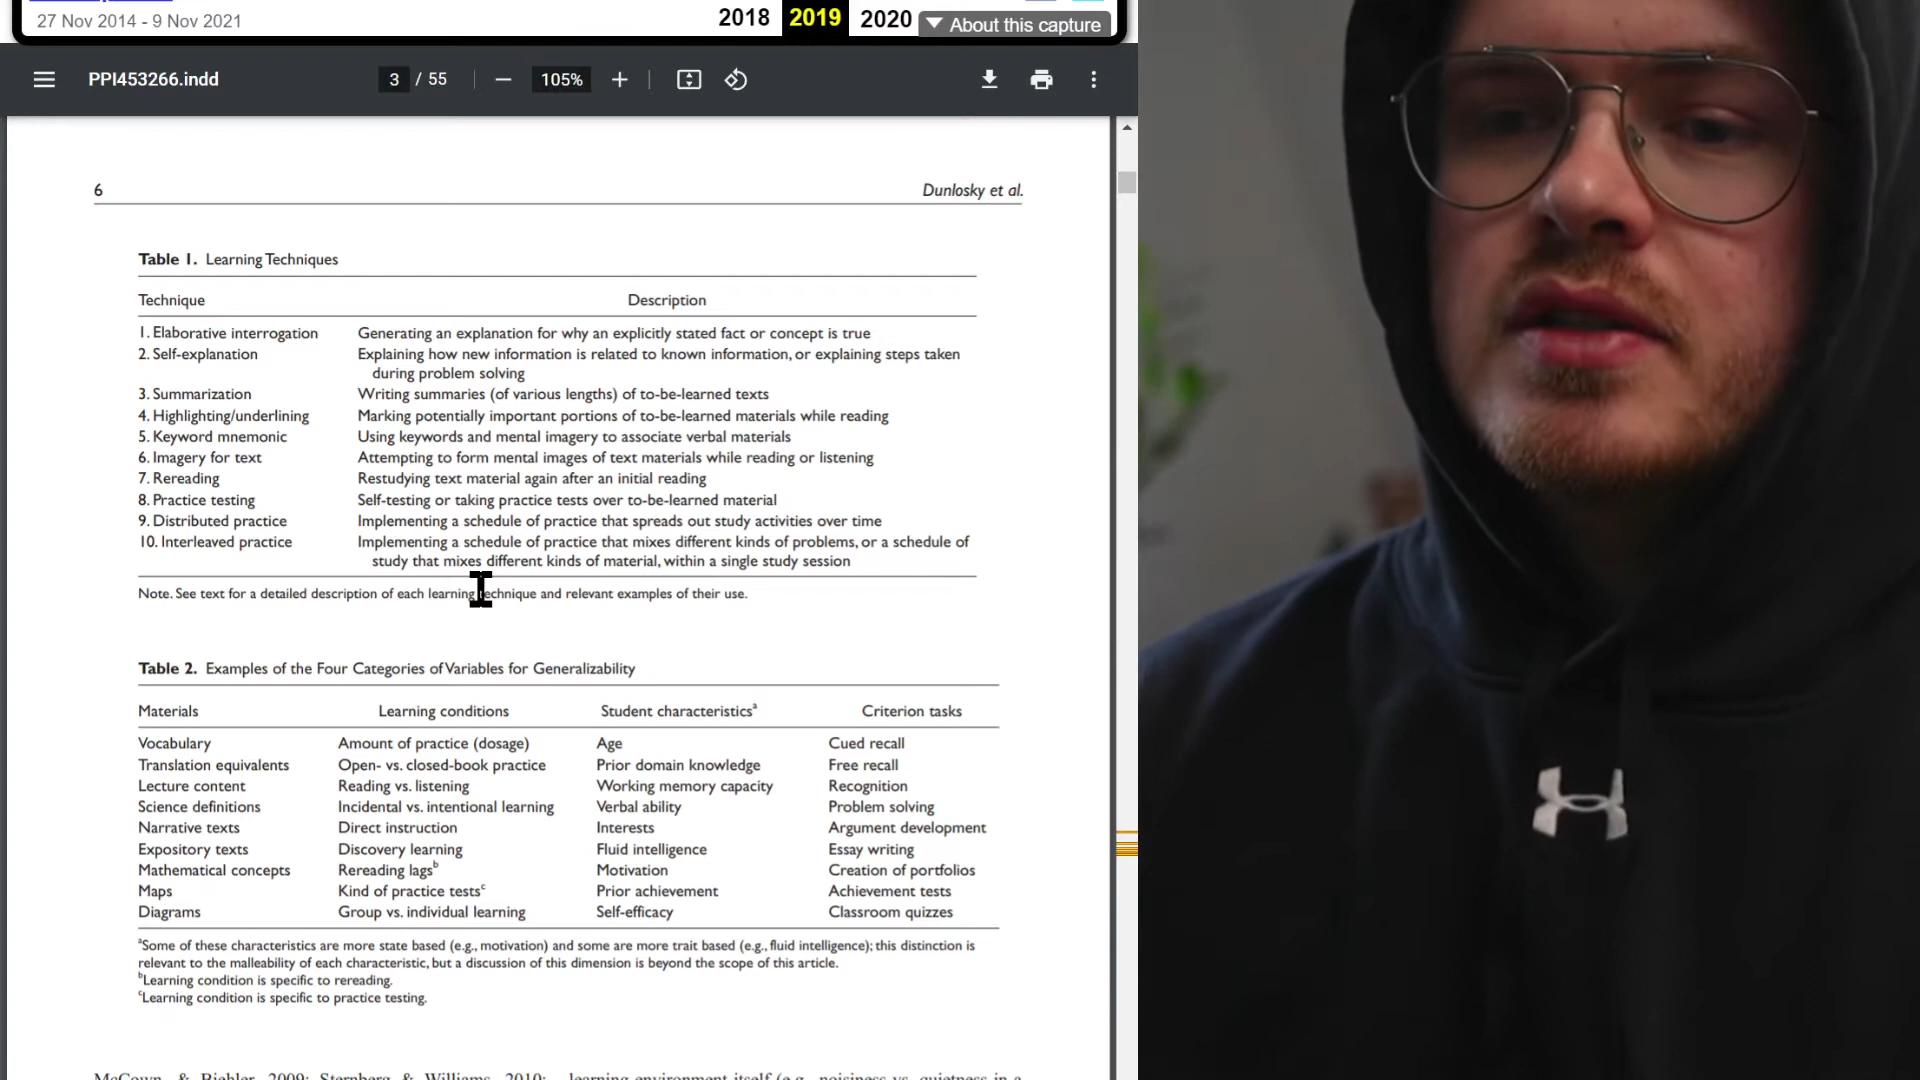 27 Nov 2014 - 9 Nov 2021
2018 2019 2020 About this capture
PPI453266.indd 3 / 55 105%
6 Dunlosky et al.
Table 1. Learning Techniques
Technique Description
1. Elaborative interrogation Generating an explanation for why an explicitly stated fact or concept is true
2. Self-explanation Explaining how new information is related to known information, or explaining steps taken
during problem solving
3. Summarization Writing summaries (of various lengths) of to-be-learned texts
4. Highlighting/underlining Marking potentially important portions of to-be-learned materials while reading
5. Keyword mnemonic Using keywords and mental imagery to associate verbal materials
6. Imagery for text Attempting to form mental images of text materials while reading or listening
7. Rereading Restudying text material again after an initial reading
8. Practice testing Self-testing or taking practice tests over to-be-learned material
9. Distributed practice Implementing a schedule of practice that spreads out study activities over time
10. Interleaved practice Implementing a schedule of practice that mixes different kinds of problems, or a schedule of
study that mixes different kinds of material, within a single study session
Note. See text for a detailed description of each learning technique and relevant examples of their use.
Table 2. Examples of the Four Categories of Variables for Generalizability
Materials Learning conditions Student characteristicsᵃ Criterion tasks
Vocabulary Amount of practice (dosage) Age Cued recall
Translation equivalents Open- vs. closed-book practice Prior domain knowledge Free recall
Lecture content Reading vs. listening Working memory capacity Recognition
Science definitions Incidental vs. intentional learning Verbal ability Problem solving
Narrative texts Direct instruction Interests Argument development
Expository texts Discovery learning Fluid intelligence Essay writing
Mathematical concepts Rereading lagsᵇ Motivation Creation of portfolios
Maps Kind of practice testsᶜ Prior achievement Achievement tests
Diagrams Group vs. individual learning Self-efficacy Classroom quizzes
ᵃSome of these characteristics are more state based (e.g., motivation) and some are more trait based (e.g., fluid intelligence); this distinction is
relevant to the malleability of each characteristic, but a discussion of this dimension is beyond the scope of this article.
ᵇLearning condition is specific to rereading.
ᶜLearning condition is specific to practice testing.
McCown, & Biehler, 2009; Sternberg & Williams, 2010; learning environment itself (e.g., noisiness vs. quietness in a